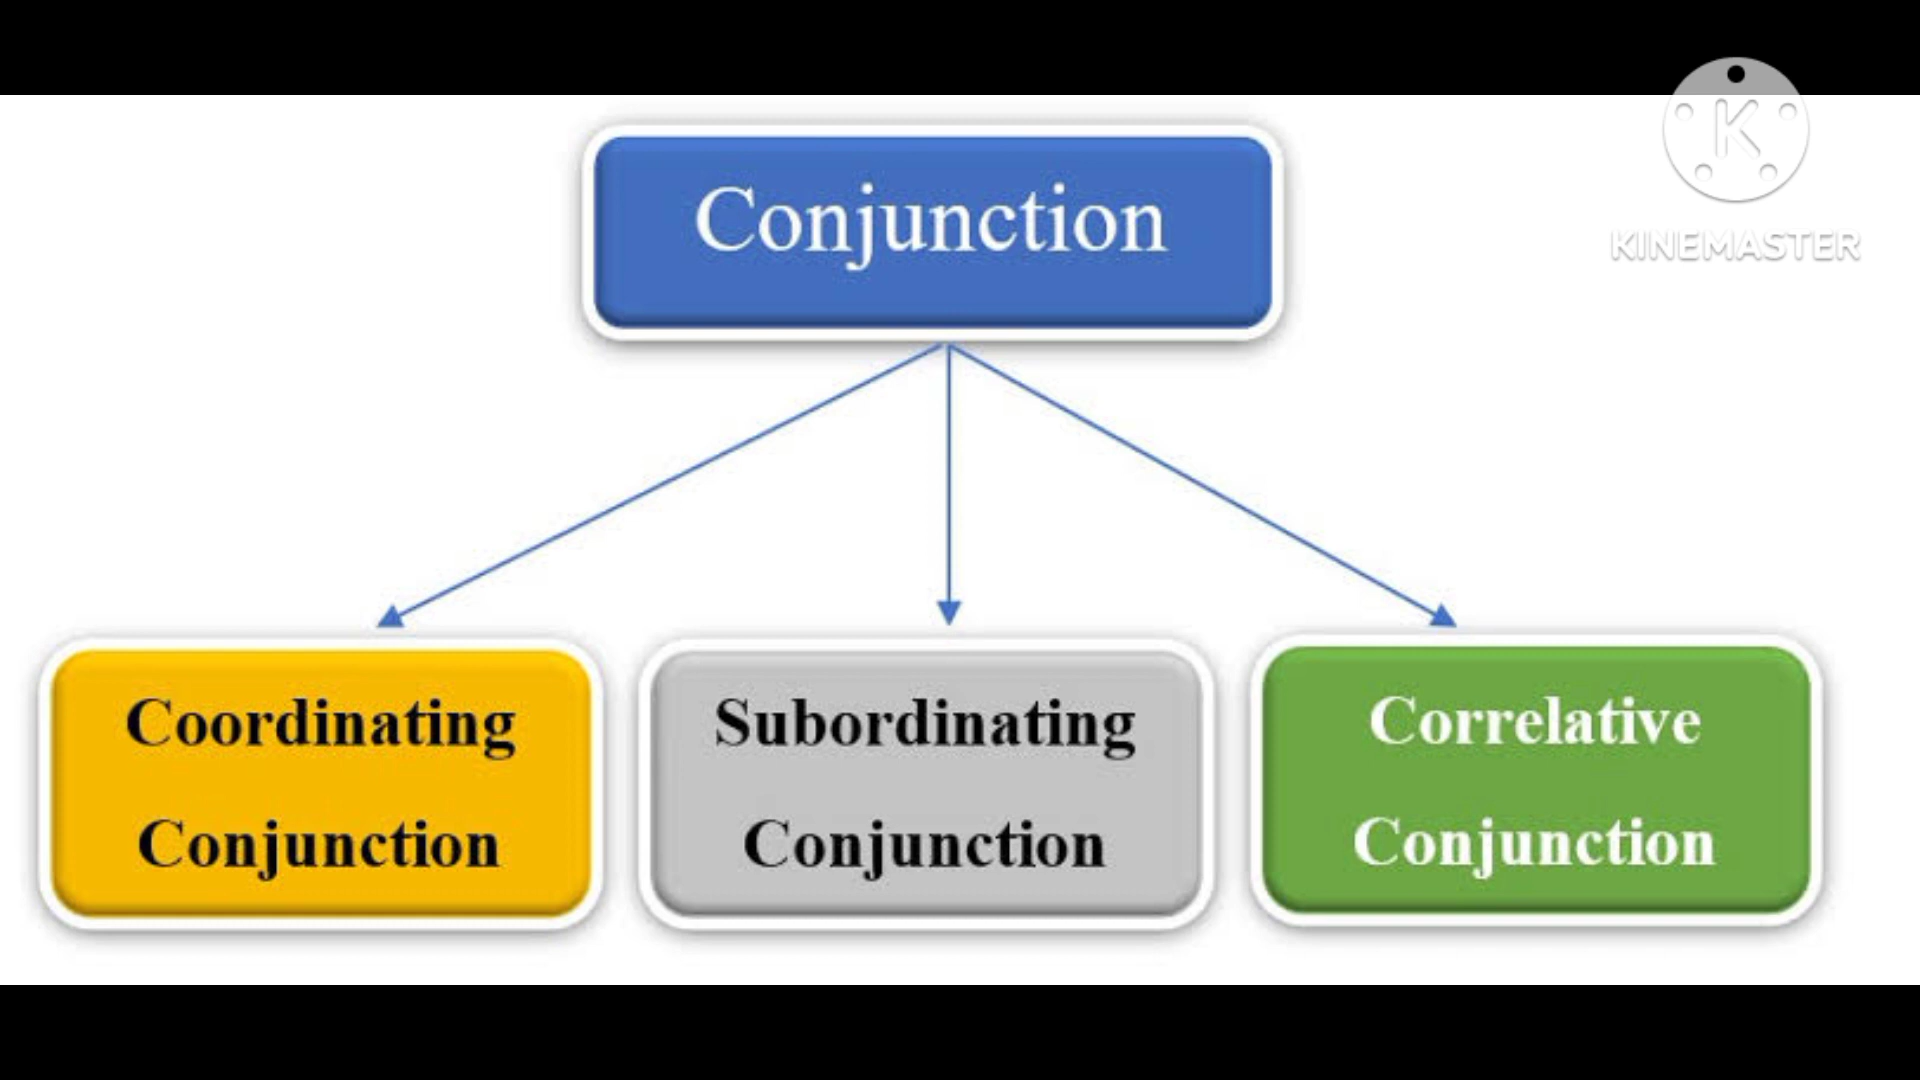 Conjunction
K
KINEMASTER
Coordinating
Conjunction
Subordinating
Conjunction
Correlative
Conjunction